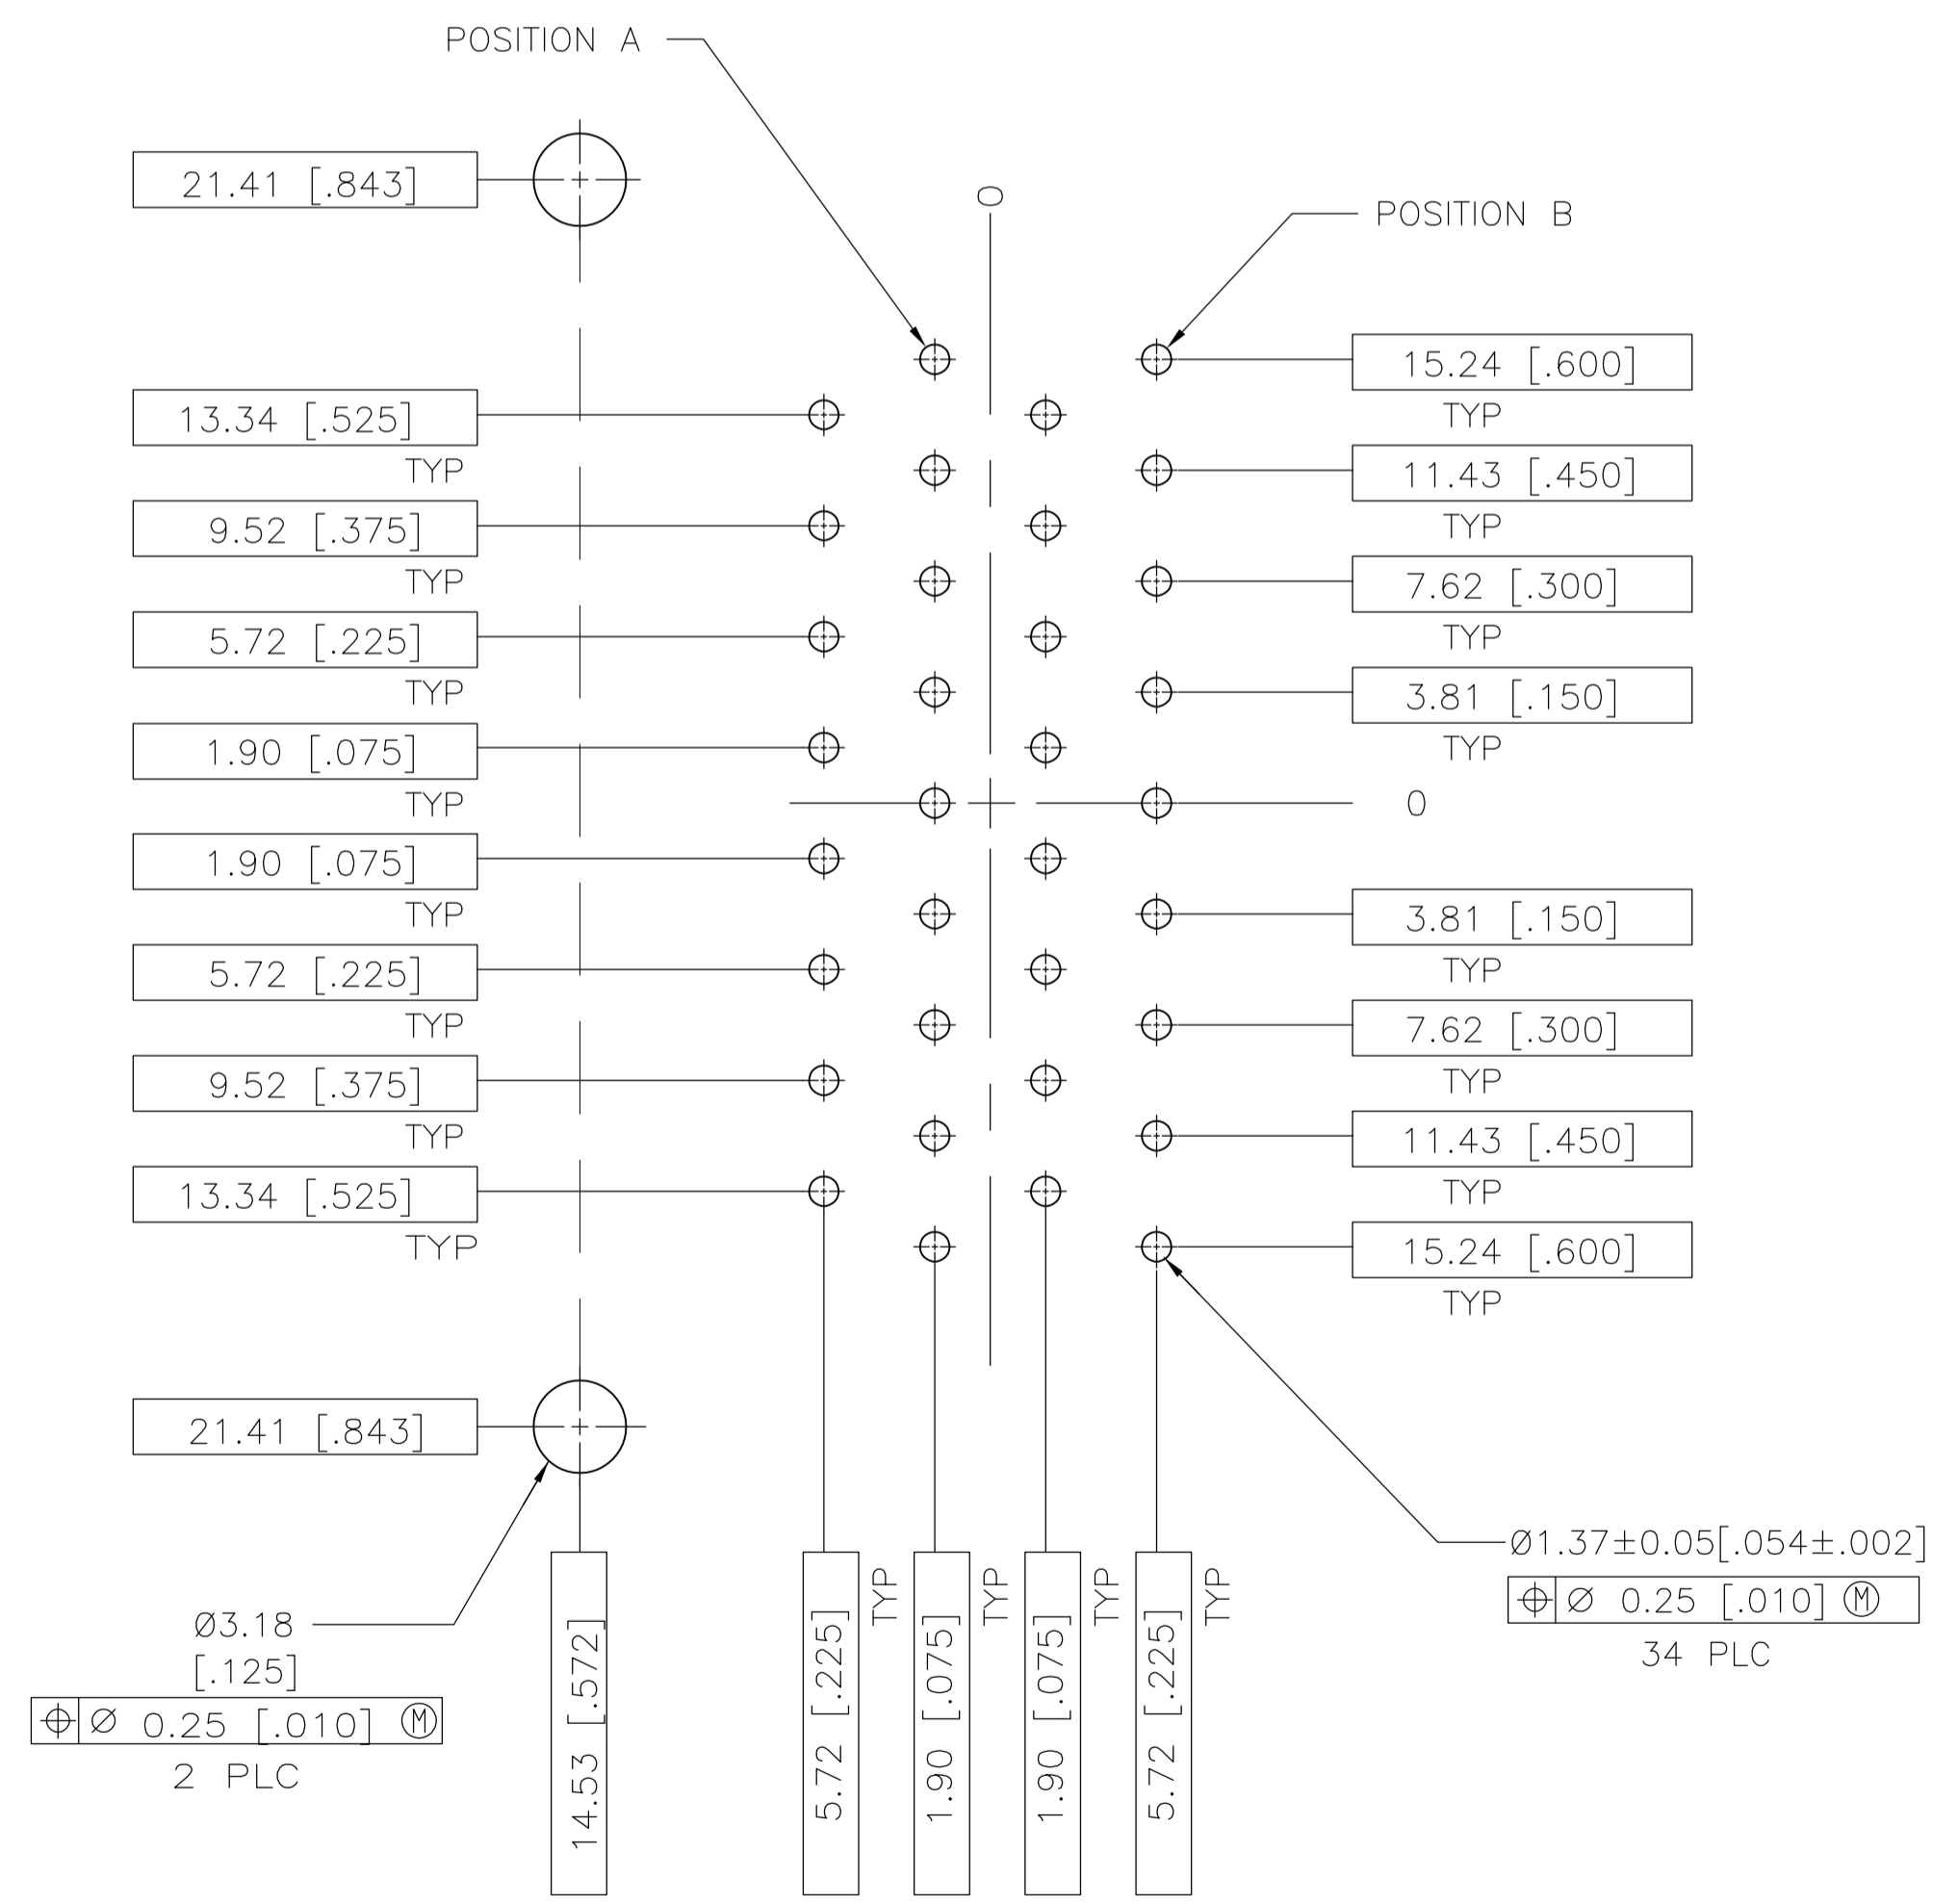 POSITION A
21.41 [.843]
0
POSITION B
15.24 [.600]
TYP
13.34 [.525]
TYP
11.43 [.450]
TYP
9.52 [.375]
TYP
7.62 [.300]
TYP
5.72 [.225]
TYP
3.81 [.150]
TYP
1.90 [.075]
TYP
0
1.90 [.075]
TYP
3.81 [.150]
TYP
5.72 [.225]
TYP
7.62 [.300]
TYP
9.52 [.375]
TYP
11.43 [.450]
TYP
13.34 [.525]
TYP
15.24 [.600]
TYP
21.41 [.843]
Ø3.18
[.125]
⌖ Ø 0.25 [.010] Ⓜ
2 PLC
14.53 [.572]
5.72 [.225]
TYP
1.90 [.075]
TYP
1.90 [.075]
TYP
5.72 [.225]
TYP
Ø1.37±0.05[.054±.002]
⌖ Ø 0.25 [.010] Ⓜ
34 PLC